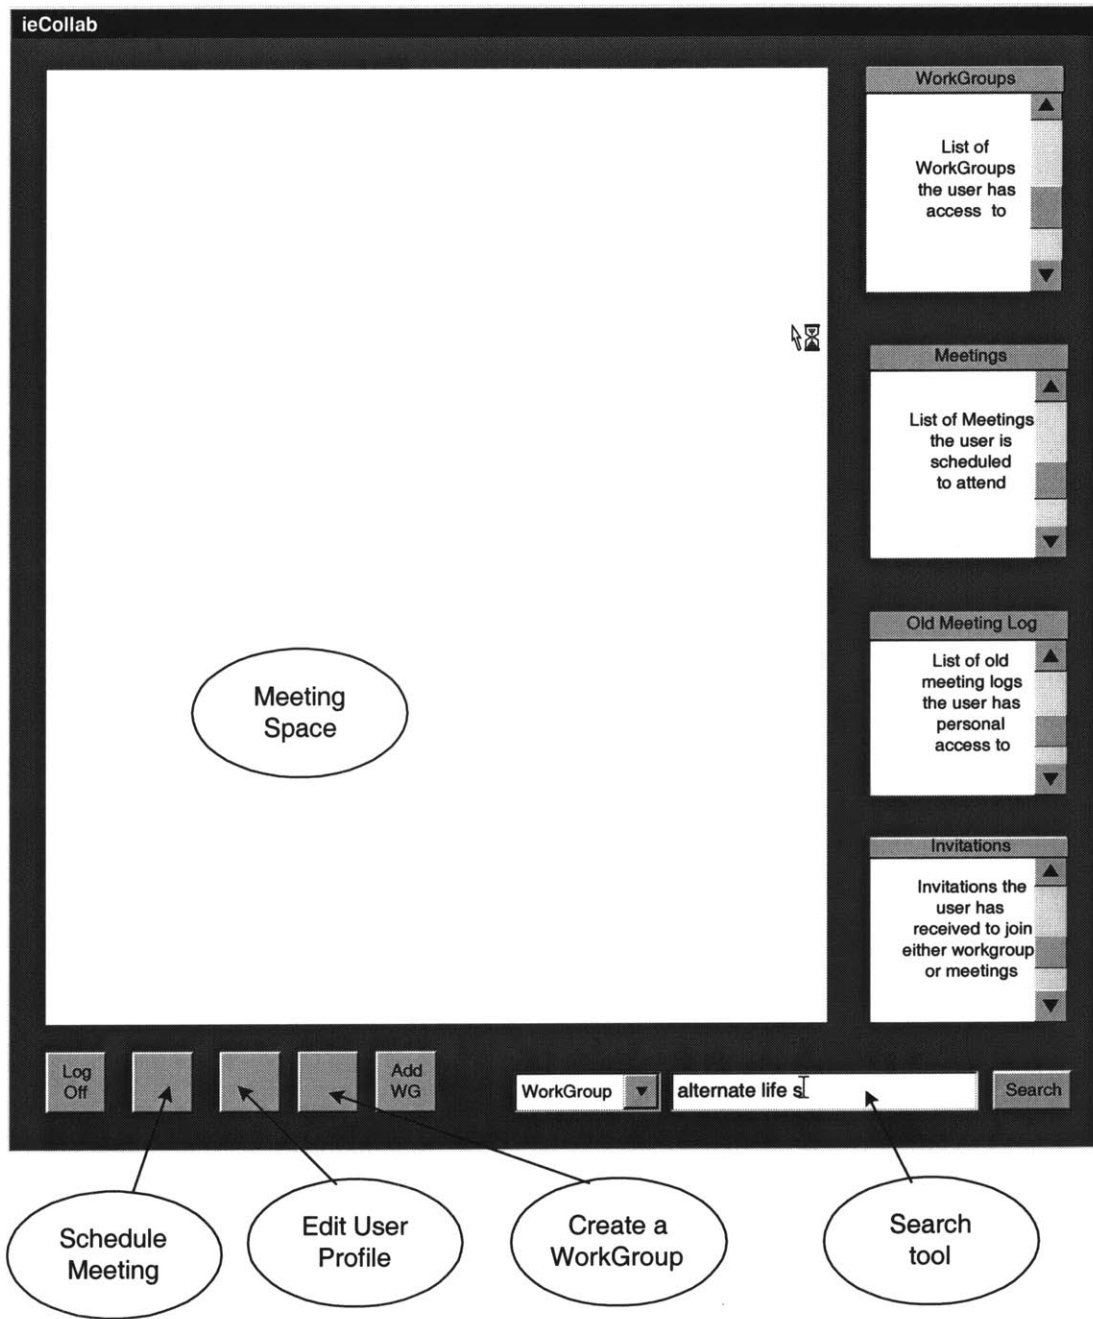 ieCollab
WorkGroups
List of
WorkGroups
the user has
access to
Meetings
List of Meetings
the user is
scheduled
to attend
Old Meeting Log
List of old
meeting logs
the user has
personal
access to
Meeting
Space
Invitations
Invitations the
user has
received to join
either workgroup
or meetings
Log
Off
Add
WG
WorkGroup
alternate life s
Search
Schedule
Meeting
Edit User
Profile
Create a
WorkGroup
Search
tool